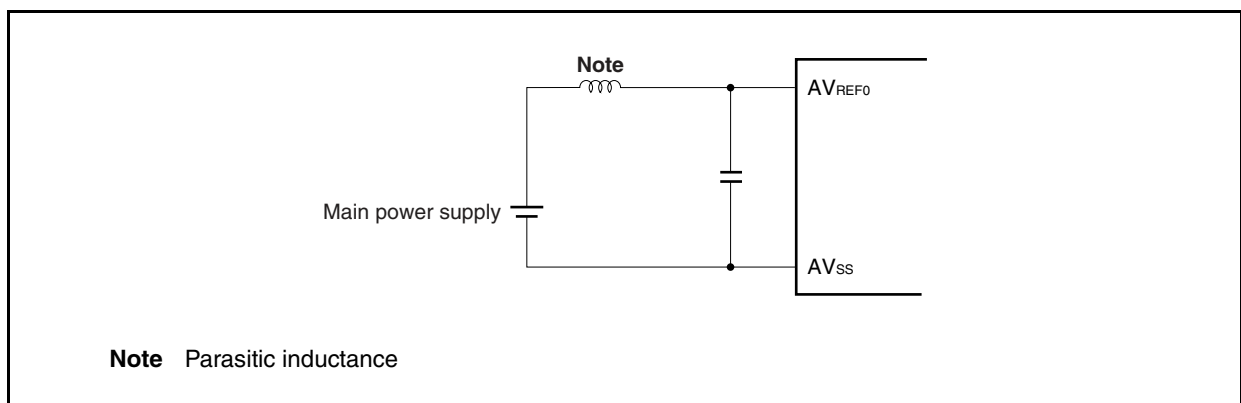 Note
AVREF0
Main power supply
AVSS
Note Parasitic inductance